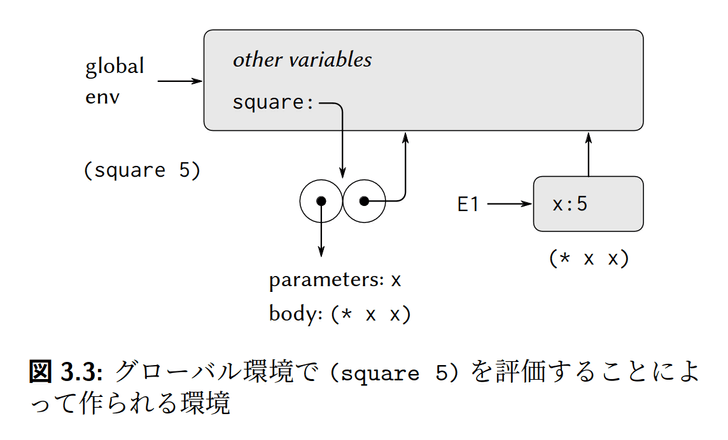 global
env
other variables
square:
(square 5)
E1
x:5
(* x x)
parameters: x
body: (* x x)
図 3.3: グローバル環境で (square 5) を評価することによ
って作られる環境